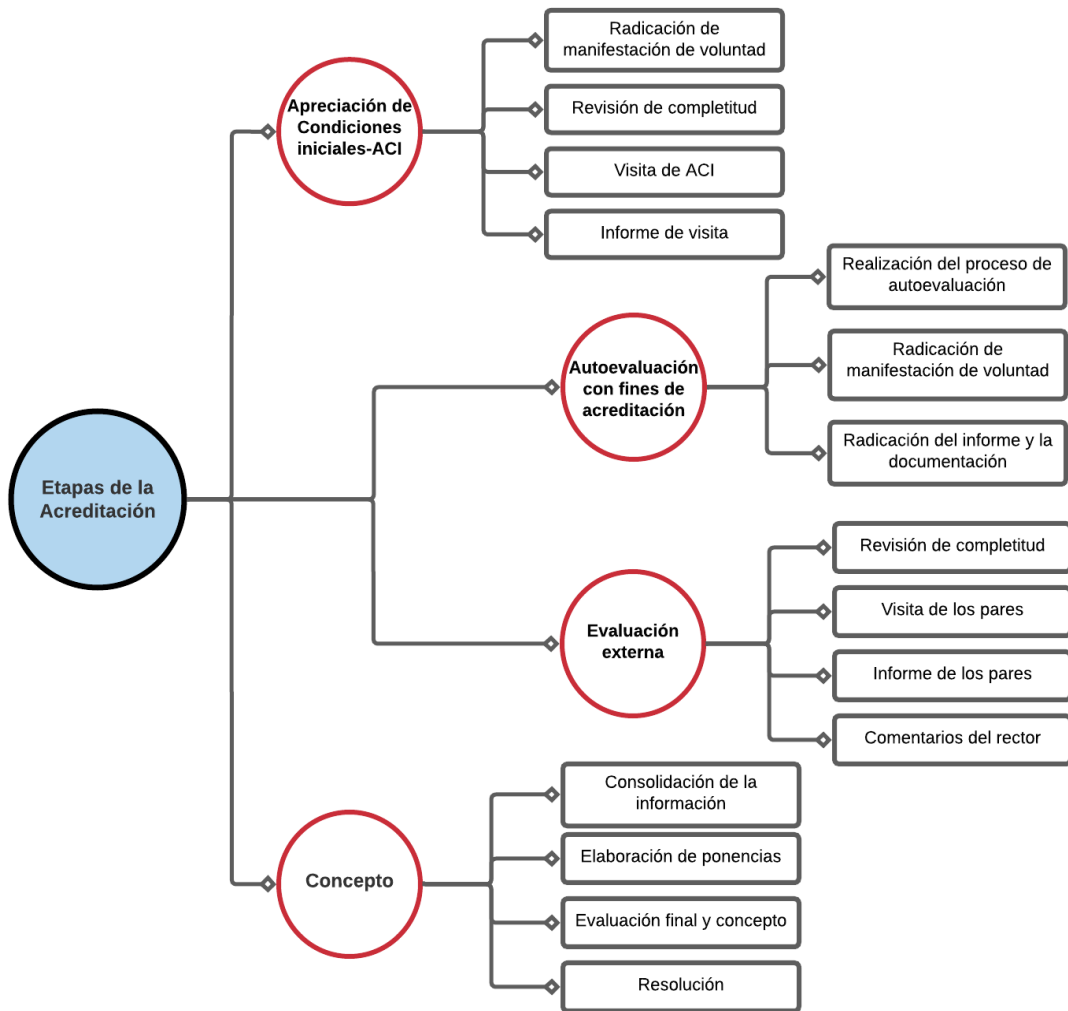 Etapas de la
Acreditación
Apreciación de
Condiciones
iniciales-ACI
Radicación de
manifestación de voluntad
Revisión de completitud
Visita de ACI
Informe de visita
Autoevaluación
con fines de
acreditación
Realización del proceso de
autoevaluación
Radicación de
manifestación de voluntad
Radicación del informe y la
documentación
Evaluación
externa
Revisión de completitud
Visita de los pares
Informe de los pares
Comentarios del rector
Concepto
Consolidación de la
información
Elaboración de ponencias
Evaluación final y concepto
Resolución